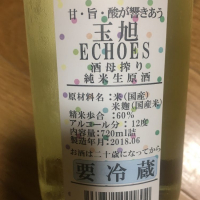 甘・旨・酸が響きあう
玉旭
ECHOES
酒母搾り
純米生原酒
原材料名：米(国産)
米麹(国産米)
精米歩合：60%
アルコール分：12度
内容量:720ml詰
製造年月：2018.06
お酒は二十歳になってから
要冷蔵